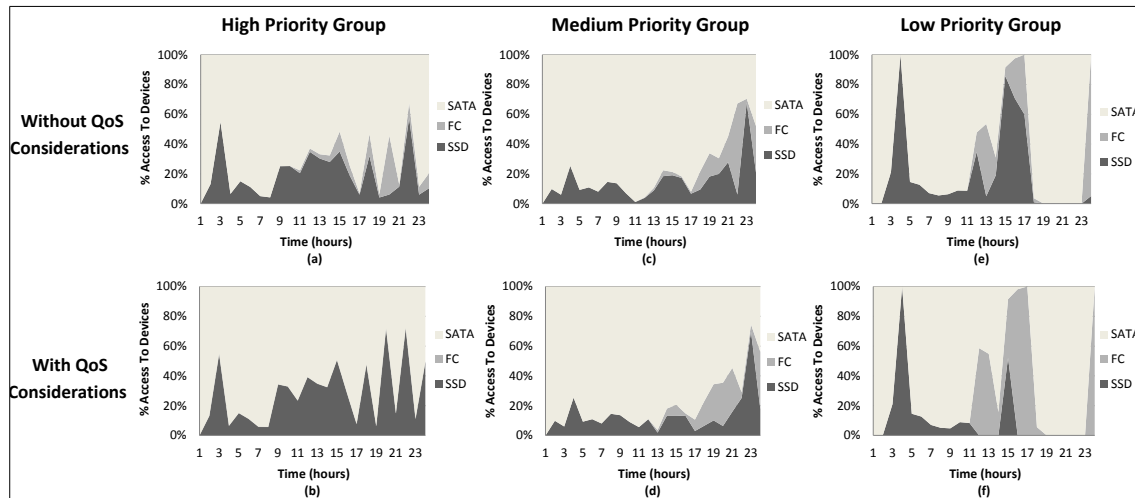 High Priority Group
Medium Priority Group
Low Priority Group
Without QoS
Considerations
% Access To Devices
100%
80%
60%
40%
20%
0%
1 3 5 7 9 11 13 15 17 19 21 23
Time (hours)
(a)
SATA
FC
SSD
% Access To Devices
100%
80%
60%
40%
20%
0%
1 3 5 7 9 11 13 15 17 19 21 23
Time (hours)
(c)
SATA
FC
SSD
% Access To Devices
100%
80%
60%
40%
20%
0%
1 3 5 7 9 11 13 15 17 19 21 23
Time (hours)
(e)
SATA
FC
SSD
With QoS
Considerations
% Access To Devices
100%
80%
60%
40%
20%
0%
1 3 5 7 9 11 13 15 17 19 21 23
Time (hours)
(b)
SATA
FC
SSD
% Access To Devices
100%
80%
60%
40%
20%
0%
1 3 5 7 9 11 13 15 17 19 21 23
Time (hours)
(d)
SATA
FC
SSD
% Access To Devices
100%
80%
60%
40%
20%
0%
1 3 5 7 9 11 13 15 17 19 21 23
Time (hours)
(f)
SATA
FC
SSD